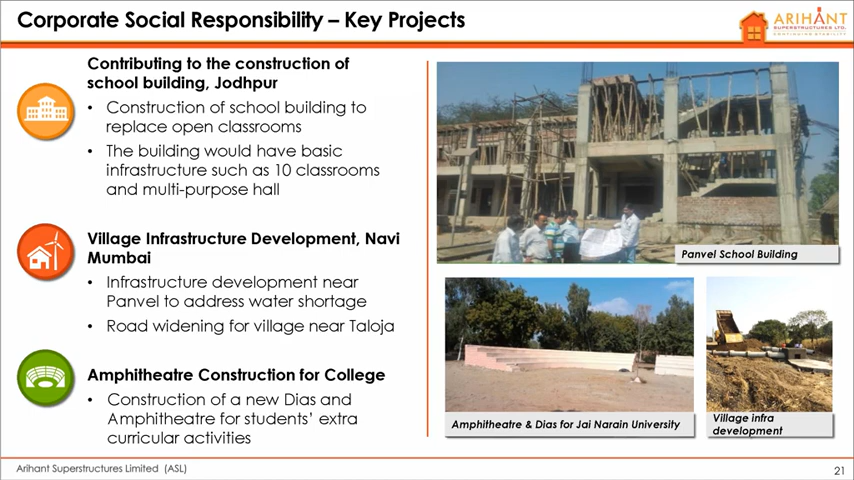 Corporate Social Responsibility – Key Projects
ARIHANT
SUPERSTRUCTURES LTD.
CONTINUING STABILITY
Contributing to the construction of
school building, Jodhpur
• Construction of school building to
replace open classrooms
• The building would have basic
infrastructure such as 10 classrooms
and multi-purpose hall
Village Infrastructure Development, Navi
Mumbai
• Infrastructure development near
Panvel to address water shortage
• Road widening for village near Taloja
Amphitheatre Construction for College
• Construction of a new Dias and
Amphitheatre for students’ extra
curricular activities
Panvel School Building
Amphitheatre & Dias for Jai Narain University
Village infra
development
Arihant Superstructures Limited (ASL)
21